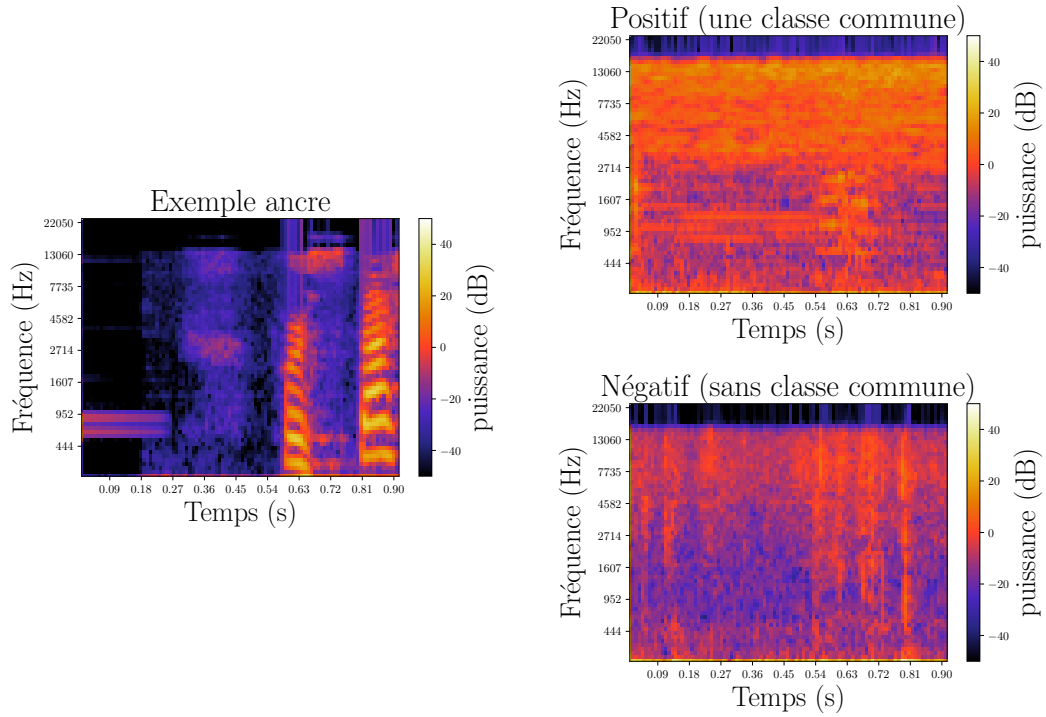 Exemple ancre
Fréquence (Hz)
22050
13060
7735
4582
2714
1607
952
444
0.09 0.18 0.27 0.36 0.45 0.54 0.63 0.72 0.81 0.90
Temps (s)
40
20
0
−20
−40
puissance (dB)
Positif (une classe commune)
Fréquence (Hz)
22050
13060
7735
4582
2714
1607
952
444
0.09 0.18 0.27 0.36 0.45 0.54 0.63 0.72 0.81 0.90
Temps (s)
40
20
0
−20
−40
puissance (dB)
Négatif (sans classe commune)
Fréquence (Hz)
22050
13060
7735
4582
2714
1607
952
444
0.09 0.18 0.27 0.36 0.45 0.54 0.63 0.72 0.81 0.90
Temps (s)
40
20
0
−20
−40
puissance (dB)